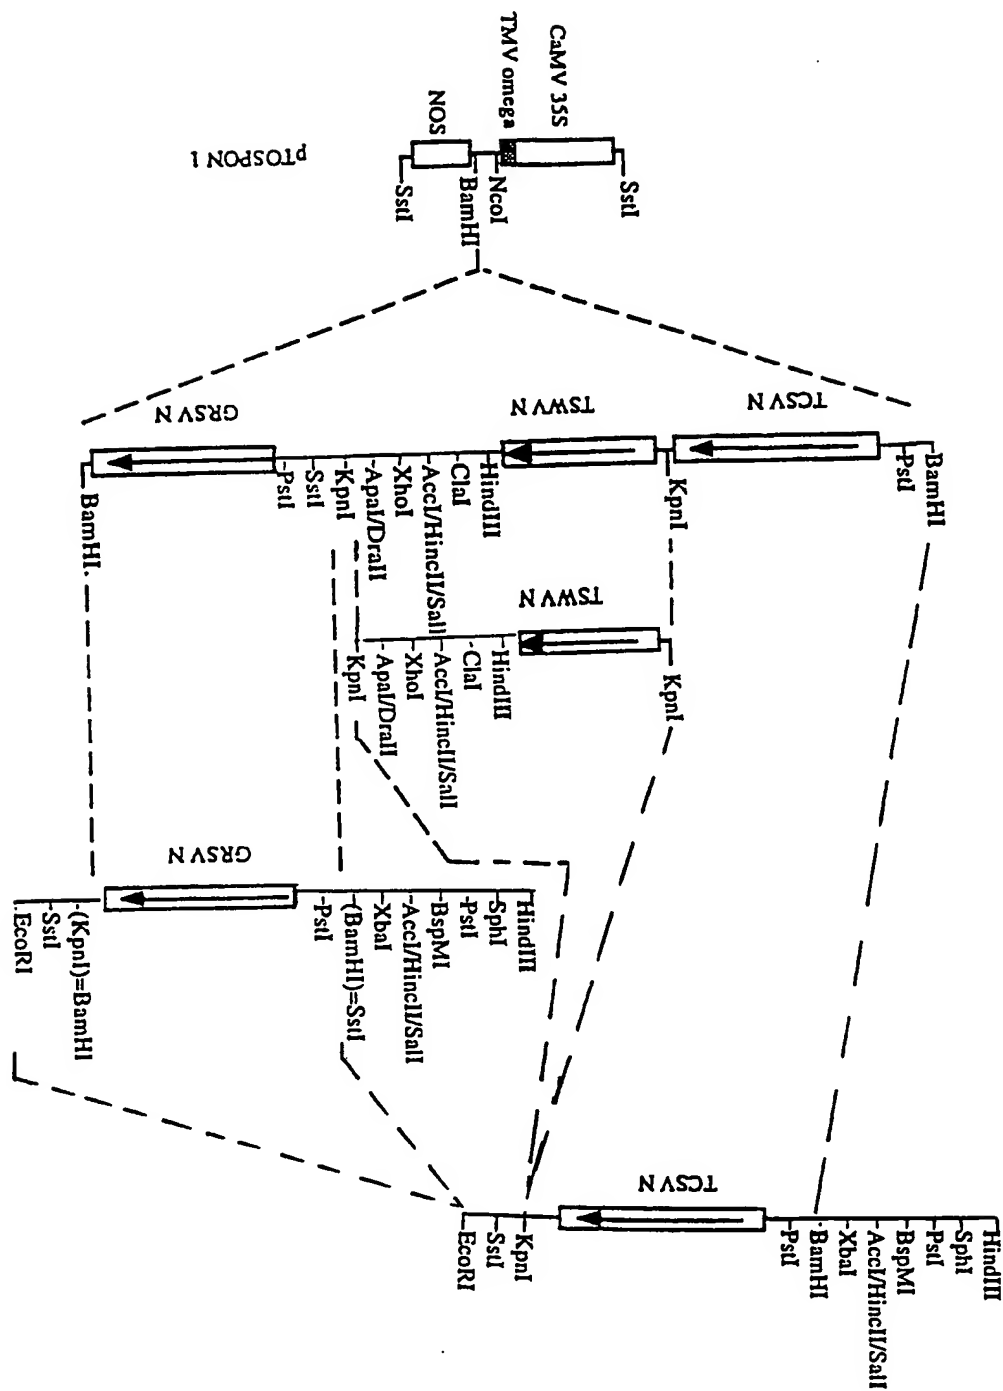 CaMV 35S
TMV omega
NOS
pTOSPON 1
SstI
NcoI
BamHI
SstI
TCSV N
TSWV N
GRSV N
BamHI
PstI
KpnI
HindIII
ClaI
AccI/HincII/SalI
XhoI
ApaI/DraII
KpnI
SstI
PstI
BamHI
TSWV N
KpnI
HindIII
ClaI
AccI/HincII/SalI
XhoI
ApaI/DraII
KpnI
GRSV N
HindIII
SphI
PstI
BspMI
AccI/HincII/SalI
XbaI
(BamHI)=SstI
PstI
(KpnI)=BamHI
SstI
EcoRI
TCSV N
HindIII
SphI
PstI
BspMI
AccI/HincII/SalI
XbaI
BamHI
PstI
KpnI
SstI
EcoRI